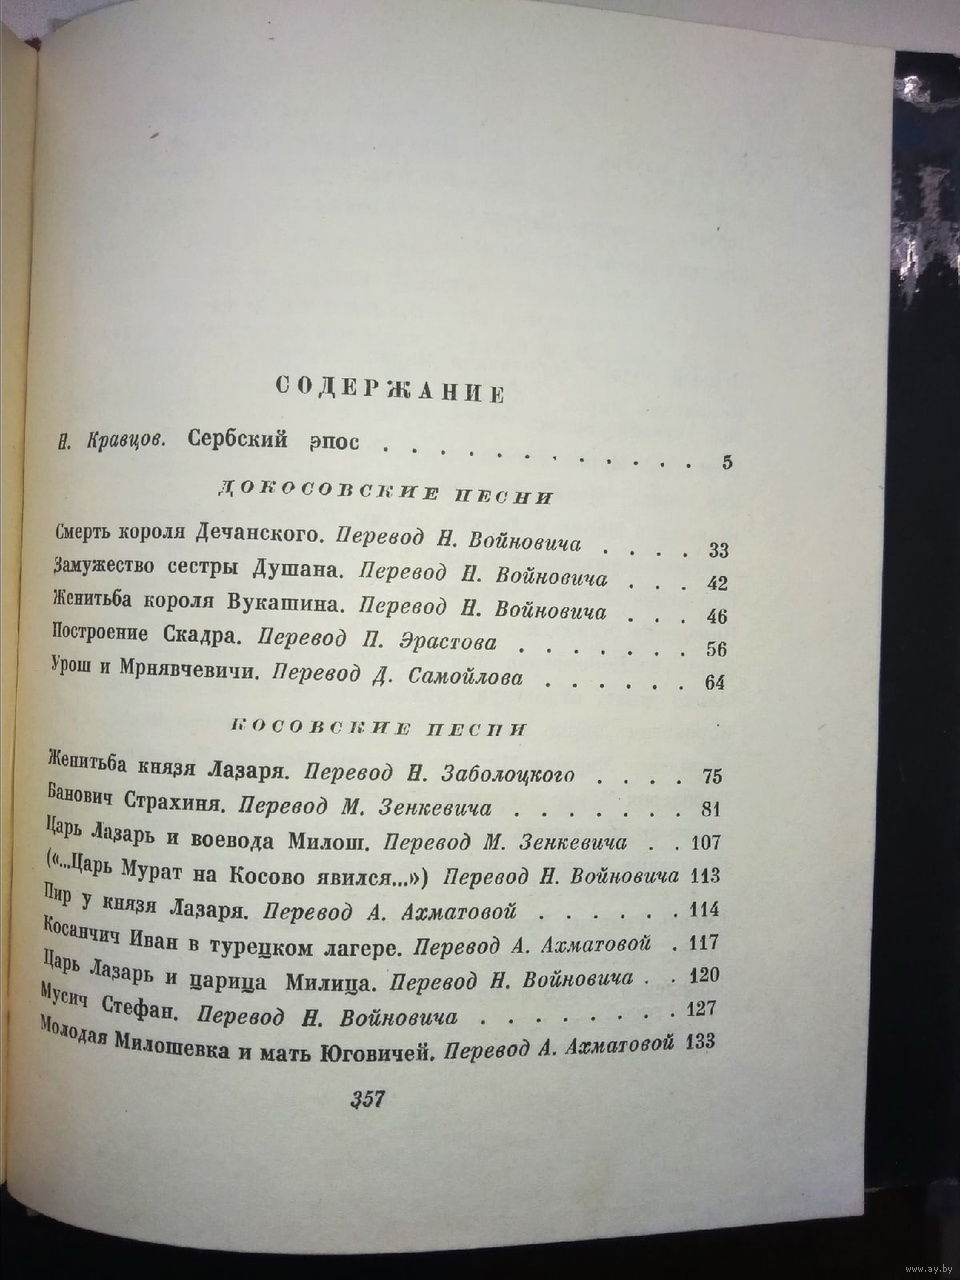 СОДЕРЖАНИЕ
Н. Кравцов. Сербский эпос . . . . . . . . . . . . 5
ДОКОСОВСКИЕ ПЕСНИ
Смерть короля Дечанского. Перевод Н. Войновича . . . . 33
Замужество сестры Душана. Перевод Н. Войновича . . . 42
Женитьба короля Вукашина. Перевод Н. Войновича . . . 46
Построение Скадра. Перевод П. Эрастова . . . . . . . 56
Урош и Мрнявчевичи. Перевод Д. Самойлова . . . . . . 64
КОСОВСКИЕ ПЕСНИ
Женитьба князя Лазаря. Перевод Н. Заболоцкого . . . . 75
Банович Страхиня. Перевод М. Зенкевича . . . . . . . 81
Царь Лазарь и воевода Милош. Перевод М. Зенкевича . . 107
(«...Царь Мурат на Косово явился...») Перевод Н. Войновича 113
Пир у князя Лазаря. Перевод А. Ахматовой . . . . . . 114
Косанчич Иван в турецком лагере. Перевод А. Ахматовой . 117
Царь Лазарь и царица Милица. Перевод Н. Войновича . . 120
Мусич Стефан. Перевод Н. Войновича . . . . . . . . 127
Молодая Милошевка и мать Юговичей. Перевод А. Ахматовой 133
357
www.ay.by